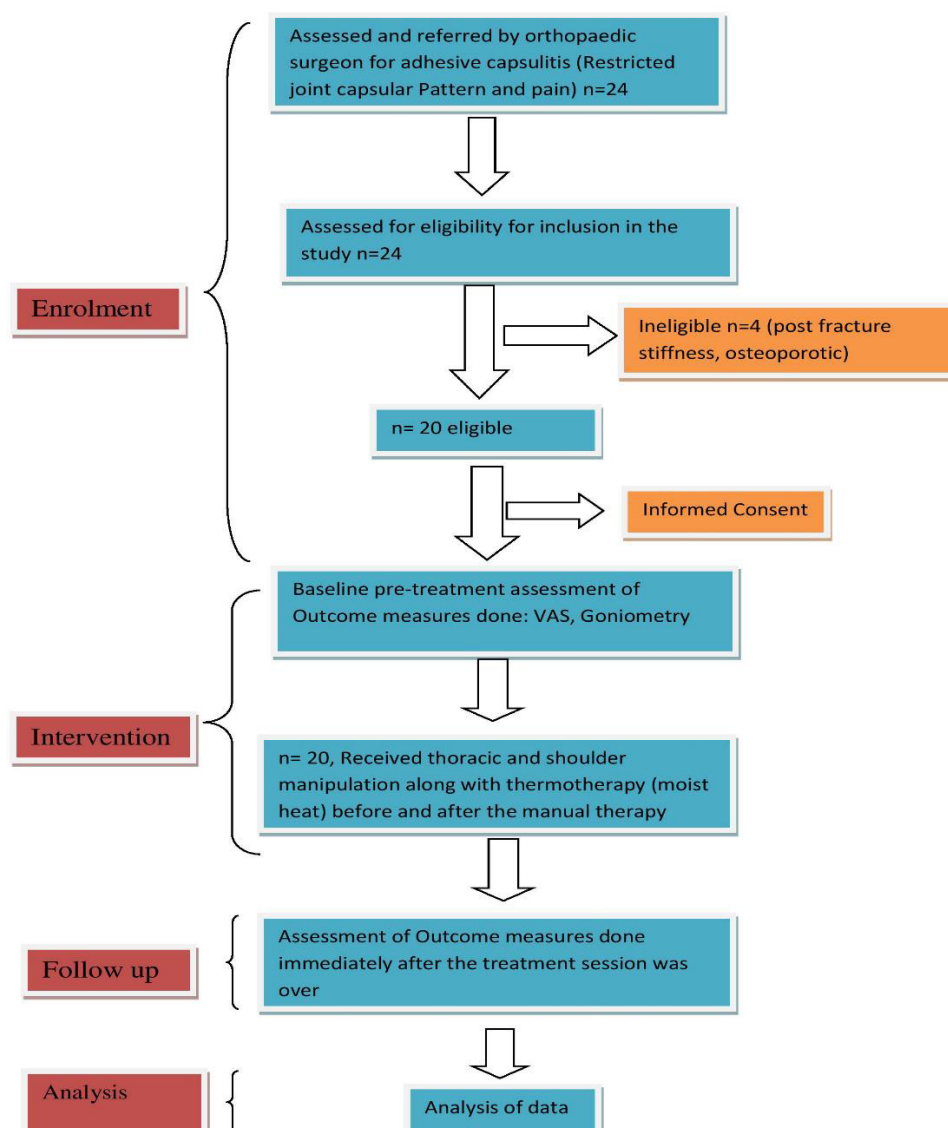 Assessed and referred by orthopaedic
surgeon for adhesive capsulitis (Restricted
joint capsular Pattern and pain) n=24
Assessed for eligibility for inclusion in the
study n=24
Enrolment
Ineligible n=4 (post fracture
stiffness, osteoporotic)
n= 20 eligible
Informed Consent
Baseline pre-treatment assessment of
Outcome measures done: VAS, Goniometry
Intervention
n= 20, Received thoracic and shoulder
manipulation along with thermotherapy (moist
heat) before and after the manual therapy
Assessment of Outcome measures done
immediately after the treatment session was
over
Follow up
Analysis
Analysis of data